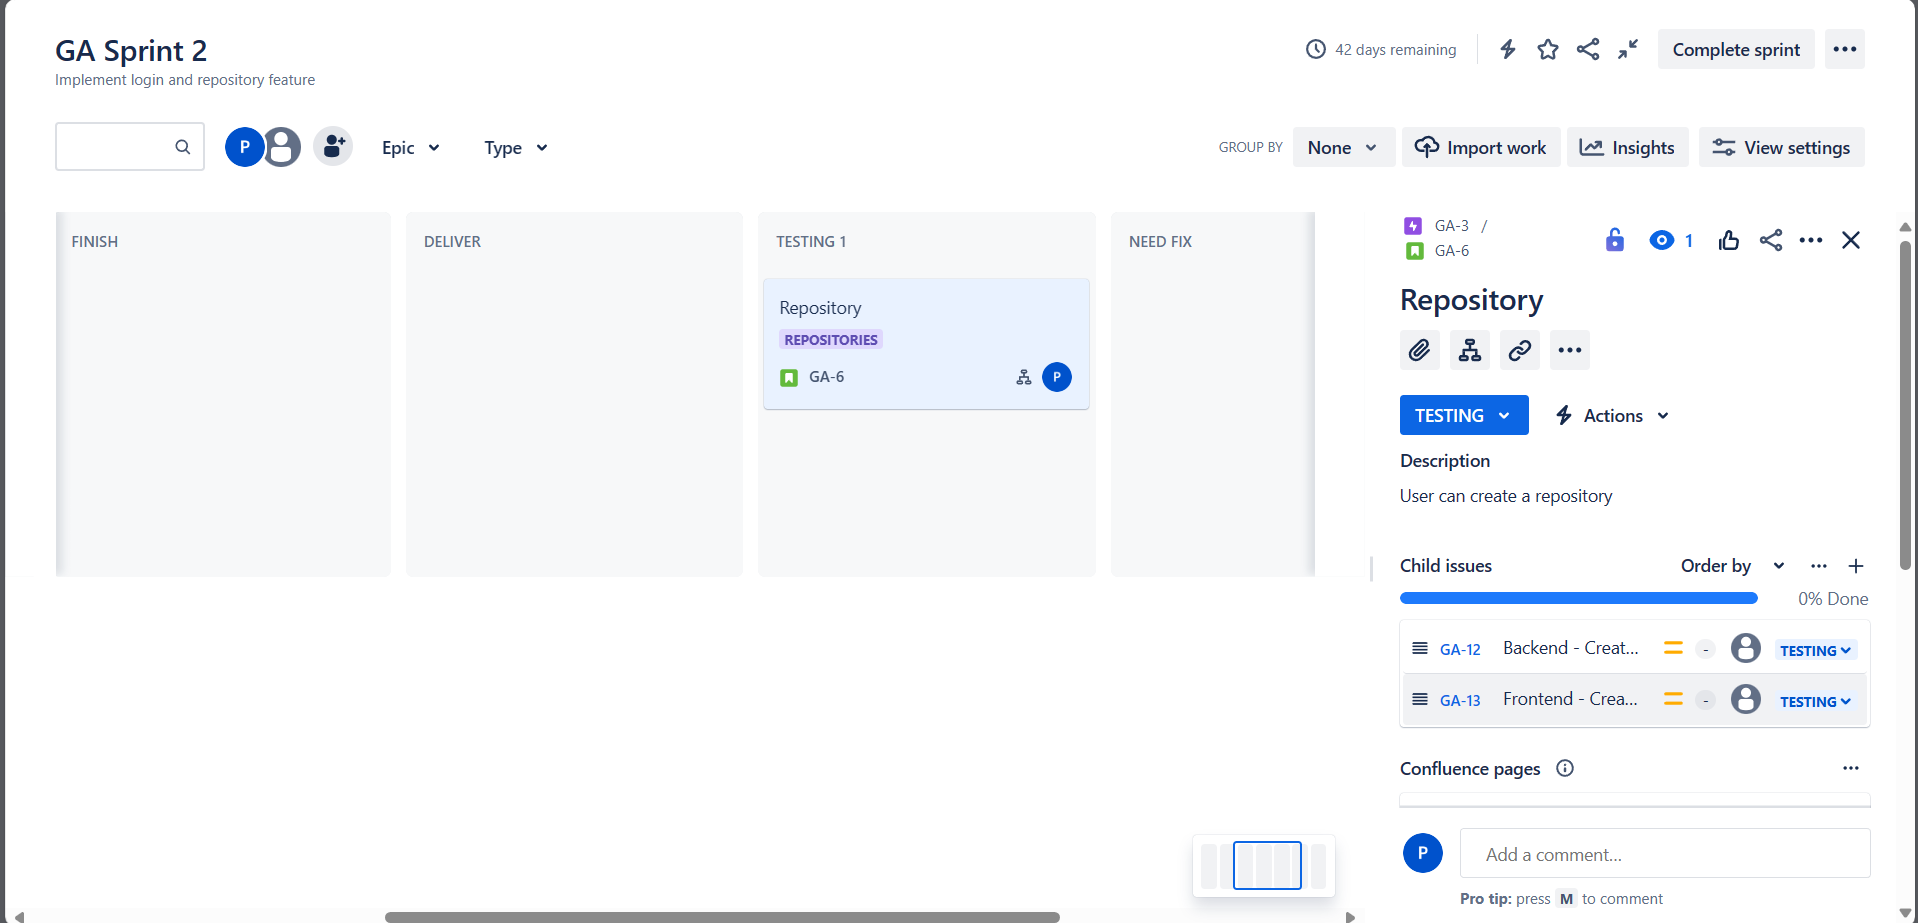 GA Sprint 2
Implement login and repository feature
42 days remaining
Complete sprint
P
Epic
Type
GROUP BY
None
Import work
Insights
View settings
FINISH
DELIVER
TESTING 1
NEED FIX
Repository
REPOSITORIES
GA-6
P
GA-3 /
GA-6
1
Repository
TESTING
Actions
Description
User can create a repository
Child issues
Order by
0% Done
GA-12 Backend - Creat... - TESTING
GA-13 Frontend - Crea... - TESTING
Confluence pages
P
Add a comment...
Pro tip: press M to comment